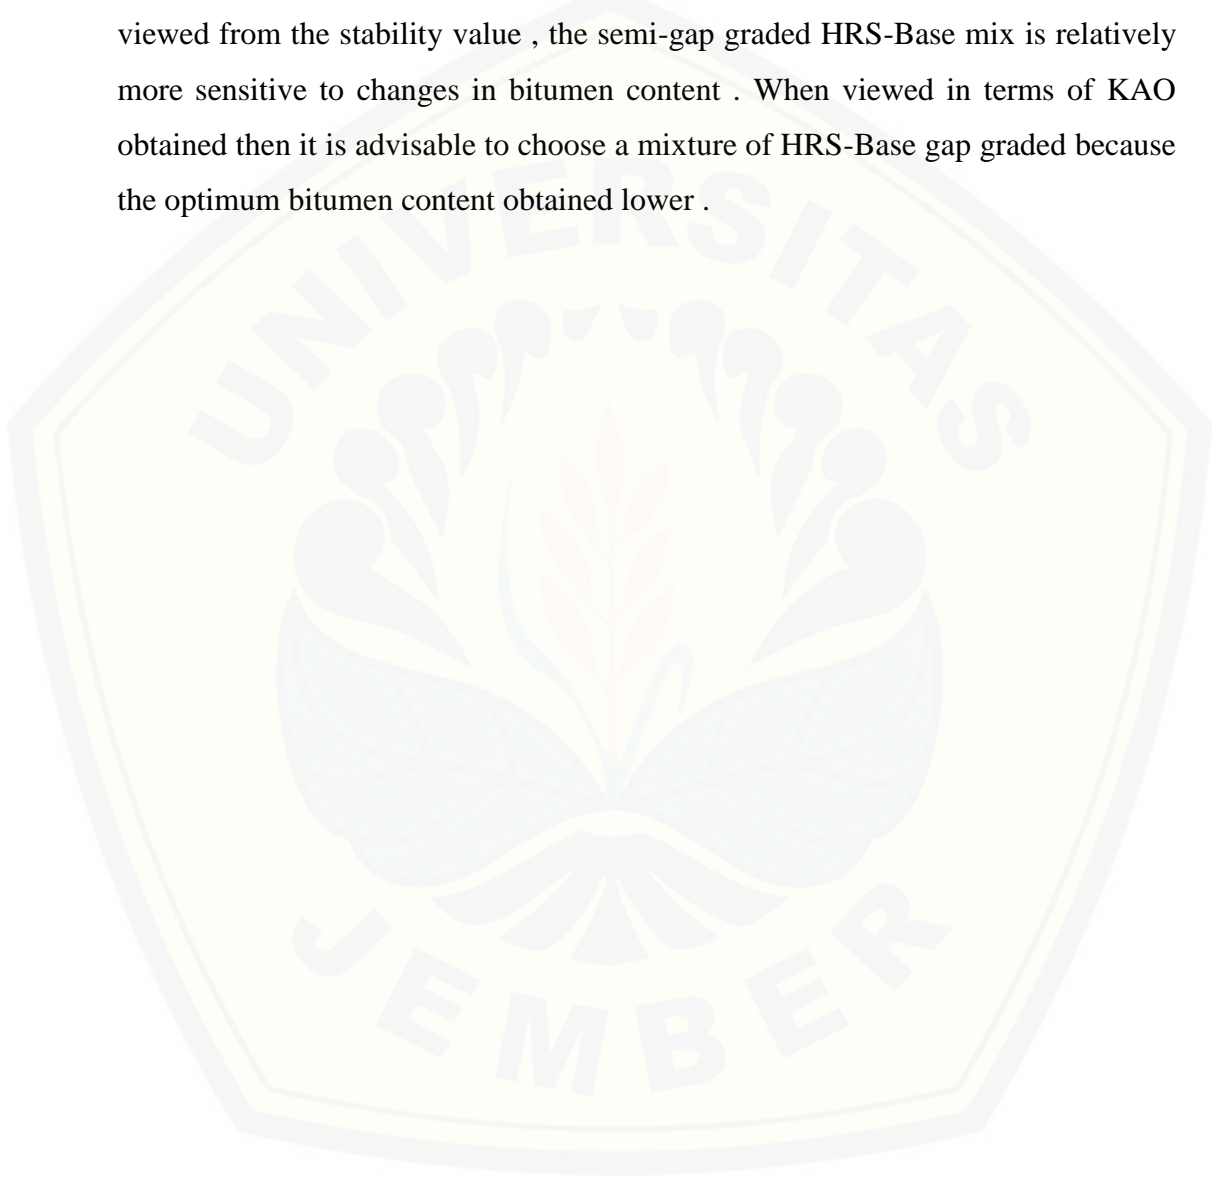 viewed from the stability value , the semi-gap graded HRS-Base mix is relatively
more sensitive to changes in bitumen content . When viewed in terms of KAO
obtained then it is advisable to choose a mixture of HRS-Base gap graded because
the optimum bitumen content obtained lower .
UNIVERSITAS
JEMBER